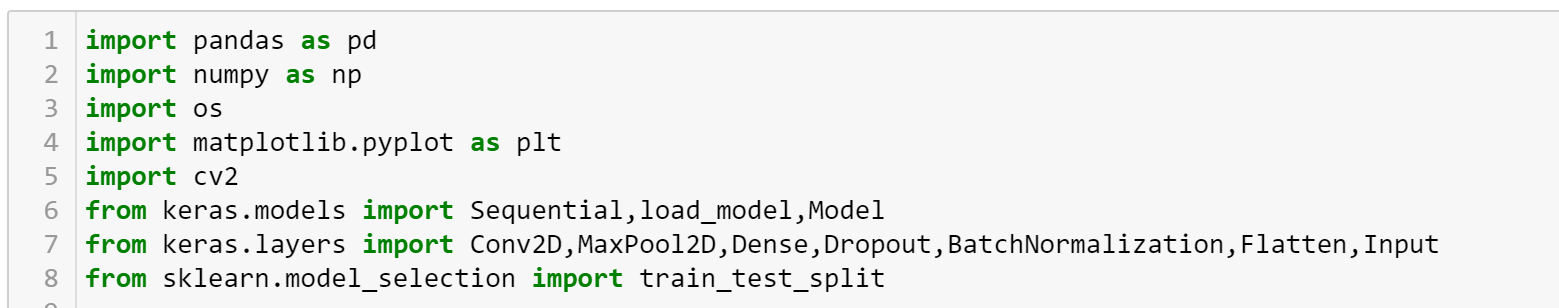 1 import pandas as pd
2 import numpy as np
3 import os
4 import matplotlib.pyplot as plt
5 import cv2
6 from keras.models import Sequential,load_model,Model
7 from keras.layers import Conv2D,MaxPool2D,Dense,Dropout,BatchNormalization,Flatten,Input
8 from sklearn.model_selection import train_test_split